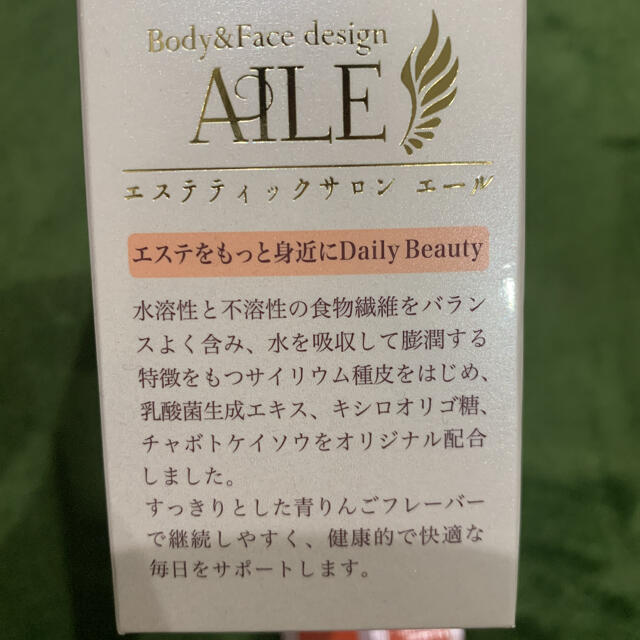 Body&Face design
AILE
エステティックサロン エール
エステをもっと身近にDaily Beauty
水溶性と不溶性の食物繊維をバラン
スよく含み、水を吸収して膨潤する
特徴をもつサイリウム種皮をはじめ、
乳酸菌生成エキス、キシロオリゴ糖、
チャボトケイソウをオリジナル配合
しました。
すっきりとした青りんごフレーバー
で継続しやすく、健康的で快適な
毎日をサポートします。